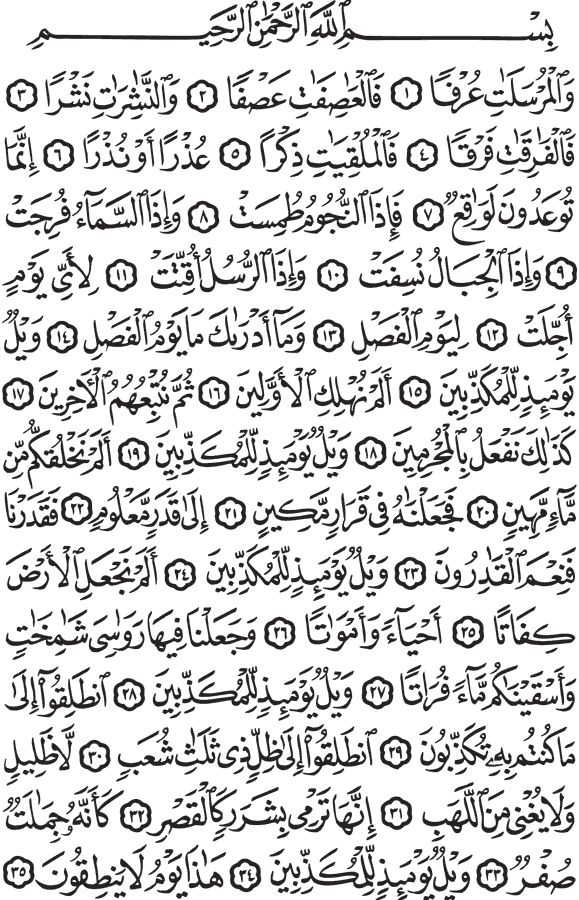 بِسْمِ ٱللَّهِ ٱلرَّحْمَٰنِ ٱلرَّحِيمِ
وَٱلْمُرْسَلَٰتِ عُرْفًا ١ فَٱلْعَٰصِفَٰتِ عَصْفًا ٢ وَٱلنَّٰشِرَٰتِ نَشْرًا ٣
فَٱلْفَٰرِقَٰتِ فَرْقًا ٤ فَٱلْمُلْقِيَٰتِ ذِكْرًا ٥ عُذْرًا أَوْ نُذْرًا ٦ إِنَّمَا
تُوعَدُونَ لَوَٰقِعٌ ٧ فَإِذَا ٱلنُّجُومُ طُمِسَتْ ٨ وَإِذَا ٱلسَّمَآءُ فُرِجَتْ
٩ وَإِذَا ٱلْجِبَالُ نُسِفَتْ ١٠ وَإِذَا ٱلرُّسُلُ أُقِّتَتْ ١١ لِأَىِّ يَوْمٍ
أُجِّلَتْ ١٢ لِيَوْمِ ٱلْفَصْلِ ١٣ وَمَآ أَدْرَىٰكَ مَا يَوْمُ ٱلْفَصْلِ ١٤ وَيْلٌ
يَوْمَئِذٍ لِّلْمُكَذِّبِينَ ١٥ أَلَمْ نُهْلِكِ ٱلْأَوَّلِينَ ١٦ ثُمَّ نُتْبِعُهُمُ ٱلْأَخِرِينَ ١٧
كَذَٰلِكَ نَفْعَلُ بِٱلْمُجْرِمِينَ ١٨ وَيْلٌ يَوْمَئِذٍ لِّلْمُكَذِّبِينَ ١٩ أَلَمْ نَخْلُقكُّم مِّن
مَّآءٍ مَّهِينٍ ٢٠ فَجَعَلْنَٰهُ فِى قَرَارٍ مَّكِينٍ ٢١ إِلَىٰ قَدَرٍ مَّعْلُومٍ ٢٢ فَقَدَرْنَا
فَنِعْمَ ٱلْقَٰدِرُونَ ٢٣ وَيْلٌ يَوْمَئِذٍ لِّلْمُكَذِّبِينَ ٢٤ أَلَمْ نَجْعَلِ ٱلْأَرْضَ
كِفَاتًا ٢٥ أَحْيَآءً وَأَمْوَٰتًا ٢٦ وَجَعَلْنَا فِيهَا رَوَٰسِىَ شَٰمِخَٰتٍ
وَأَسْقَيْنَٰكُم مَّآءً فُرَاتًا ٢٧ وَيْلٌ يَوْمَئِذٍ لِّلْمُكَذِّبِينَ ٢٨ ٱنطَلِقُوٓا۟ إِلَىٰ
مَا كُنتُم بِهِۦ تُكَذِّبُونَ ٢٩ ٱنطَلِقُوٓا۟ إِلَىٰ ظِلٍّ ذِى ثَلَٰثِ شُعَبٍ ٣٠ لَّا ظَلِيلٍ
وَلَا يُغْنِى مِنَ ٱللَّهَبِ ٣١ إِنَّهَا تَرْمِى بِشَرَرٍ كَٱلْقَصْرِ ٣٢ كَأَنَّهُۥ جِمَٰلَتٌ
صُفْرٌ ٣٣ وَيْلٌ يَوْمَئِذٍ لِّلْمُكَذِّبِينَ ٣٤ هَٰذَا يَوْمُ لَا يَنطِقُونَ ٣٥